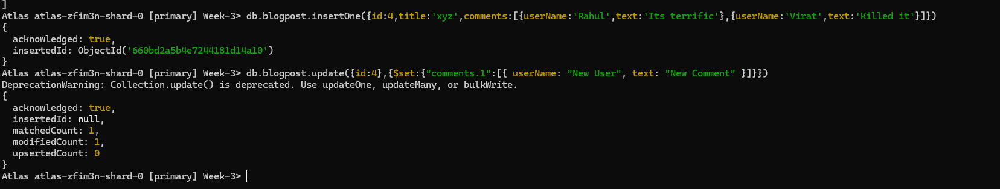 ]
Atlas atlas-zfim3n-shard-0 [primary] Week-3> db.blogpost.insertOne({id:4,title:'xyz',comments:[{userName:'Rahul',text:'Its terrific'},{userName:'Virat',text:'Killed it'}]})
{
  acknowledged: true,
  insertedId: ObjectId('660bd2a5b4e7244181d14a10')
}
Atlas atlas-zfim3n-shard-0 [primary] Week-3> db.blogpost.update({id:4},{$set:{"comments.1":[{ userName: "New User", text: "New Comment" }]}})
DeprecationWarning: Collection.update() is deprecated. Use updateOne, updateMany, or bulkWrite.
{
  acknowledged: true,
  insertedId: null,
  matchedCount: 1,
  modifiedCount: 1,
  upsertedCount: 0
}
Atlas atlas-zfim3n-shard-0 [primary] Week-3>